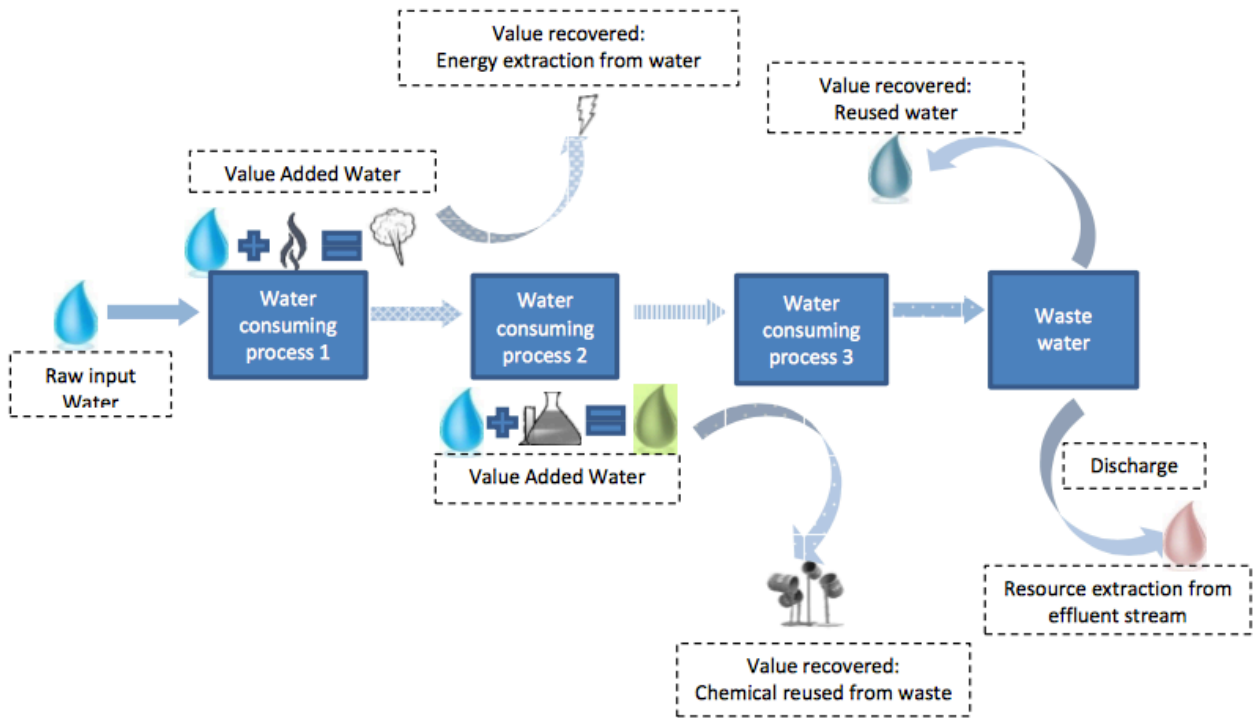 Value recovered:
Energy extraction from water
Value recovered:
Reused water
Value Added Water
Raw input
Water
Water
consuming
process 1
Water
consuming
process 2
Water
consuming
process 3
Waste
water
Value Added Water
Discharge
Resource extraction from
effluent stream
Value recovered:
Chemical reused from waste